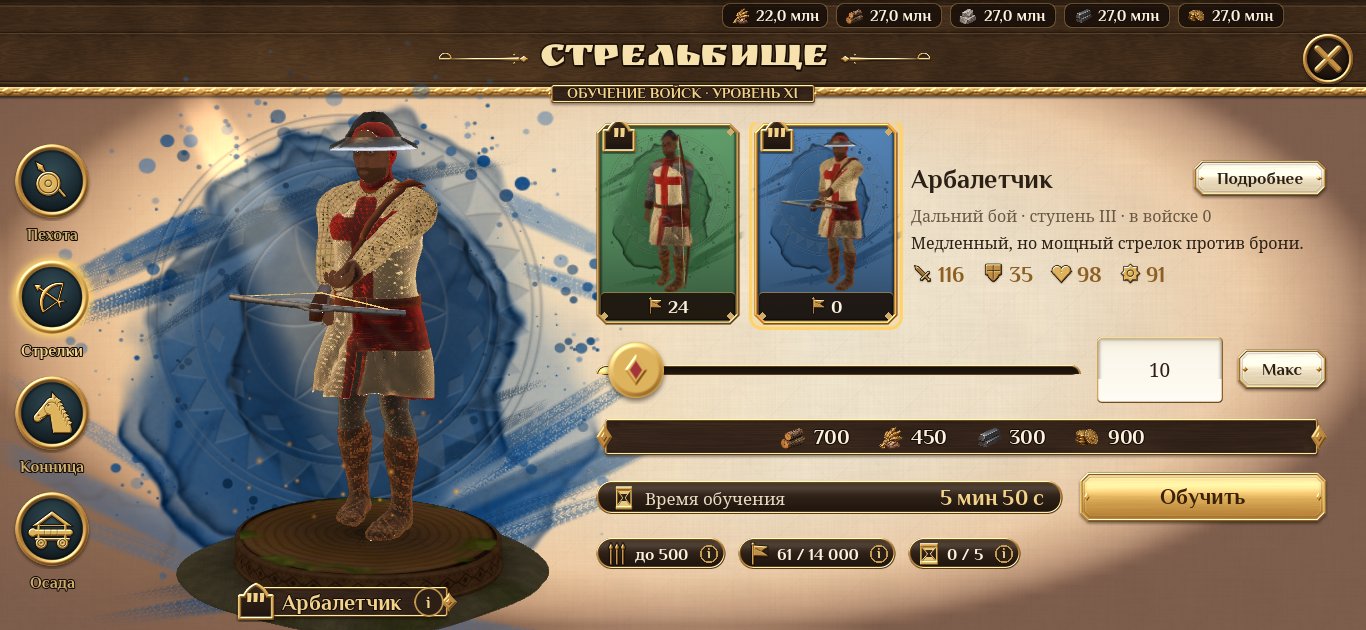 22,0 млн 27,0 млн 27,0 млн 27,0 млн 27,0 млн
СТРЕЛЬБИЩЕ
ОБУЧЕНИЕ ВОЙСК · УРОВЕНЬ XI
Пехота
Стрелки
Конница
Осада
II
24
III
0
Арбалетчик
Подробнее
Дальний бой · ступень III · в войске 0
Медленный, но мощный стрелок против брони.
116 35 98 91
10
Макс
700 450 300 900
Время обучения 5 мин 50 с
Обучить
до 500 i 61 / 14 000 i 0 / 5 i
III Арбалетчик i